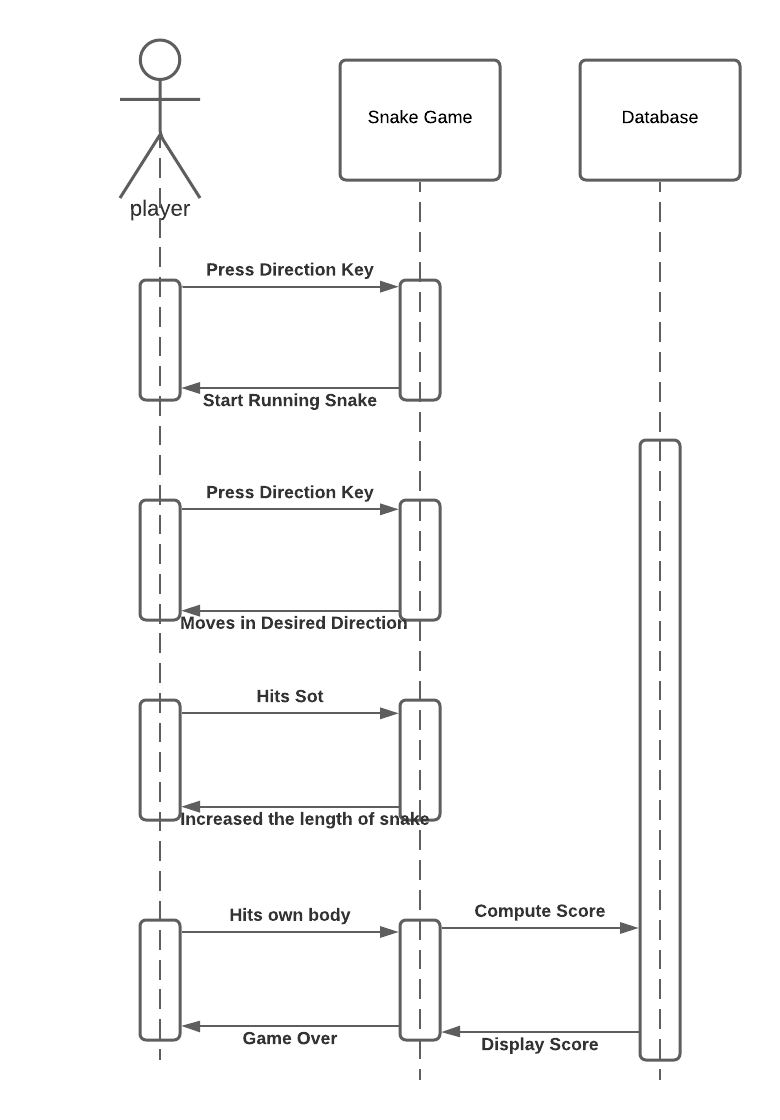 player
Snake Game
Database
Press Direction Key
Start Running Snake
Press Direction Key
Moves in Desired Direction
Hits Sot
Increased the length of snake
Hits own body
Compute Score
Game Over
Display Score